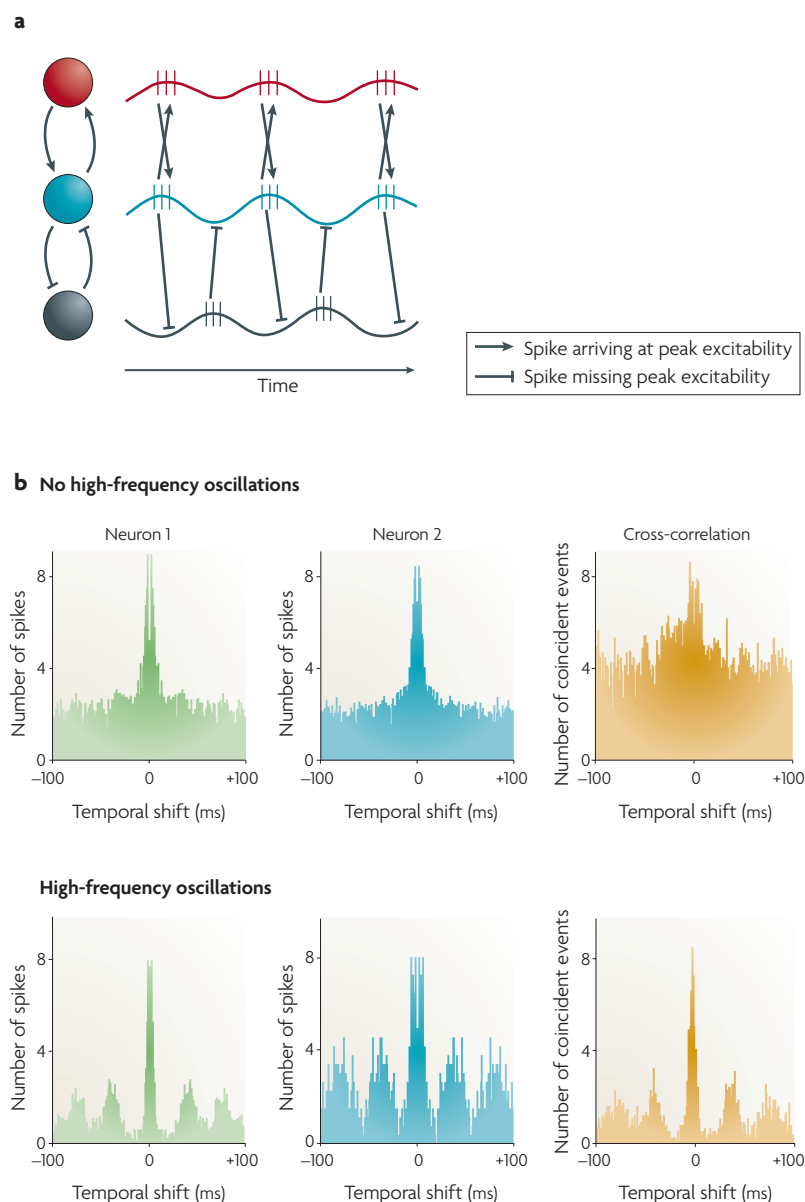 a
Spike arriving at peak excitability
Spike missing peak excitability
Time
b No high-frequency oscillations
Neuron 1
Neuron 2
Cross-correlation
Number of spikes
8
4
0
–100
0
+100
Temporal shift (ms)
Number of spikes
8
4
0
–100
0
+100
Temporal shift (ms)
Number of coincident events
8
4
0
–100
0
+100
Temporal shift (ms)
High-frequency oscillations
Number of spikes
8
4
0
–100
0
+100
Temporal shift (ms)
Number of spikes
8
4
0
–100
0
+100
Temporal shift (ms)
Number of coincident events
8
4
0
–100
0
+100
Temporal shift (ms)